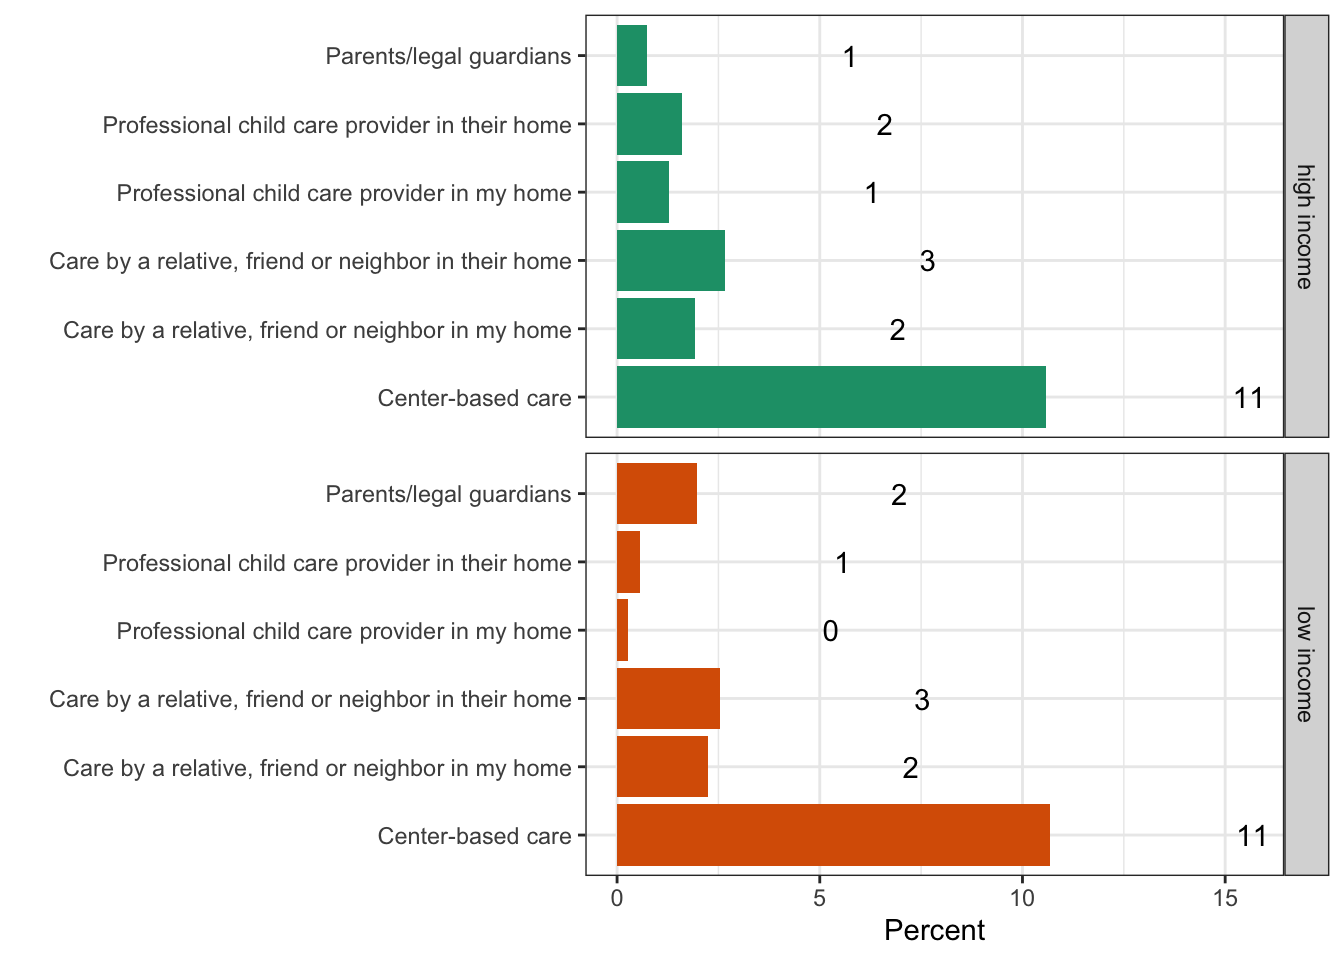 Parents/legal guardians 1
Professional child care provider in their home 2
Professional child care provider in my home 1
Care by a relative, friend or neighbor in their home 3
Care by a relative, friend or neighbor in my home 2
Center-based care 11
high income
Parents/legal guardians 2
Professional child care provider in their home 1
Professional child care provider in my home 0
Care by a relative, friend or neighbor in their home 3
Care by a relative, friend or neighbor in my home 2
Center-based care 11
low income
0 5 10 15
Percent